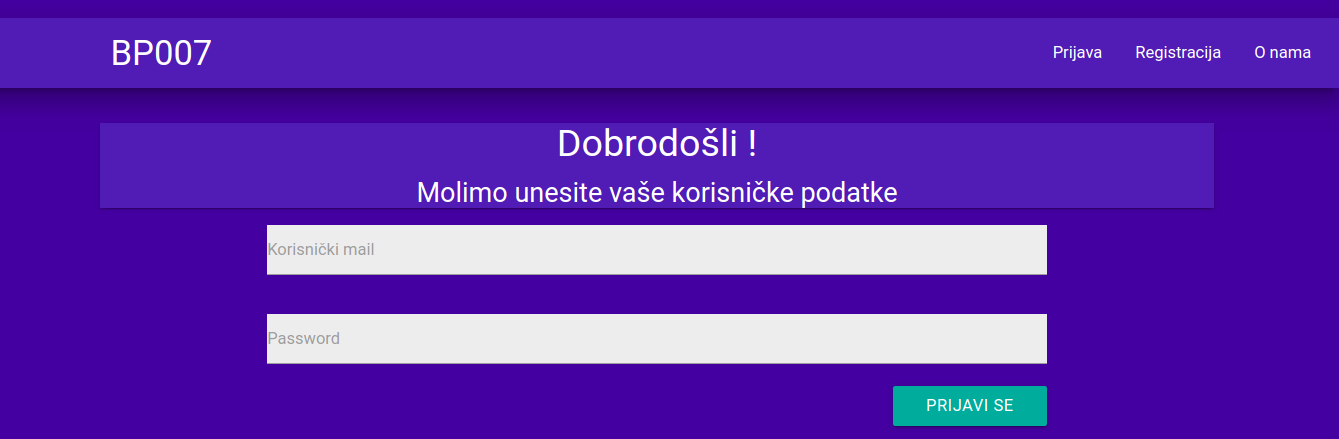 BP007
Prijava Registracija O nama
Dobrodošli !
Molimo unesite vaše korisničke podatke
Korisnički mail
Password
PRIJAVI SE